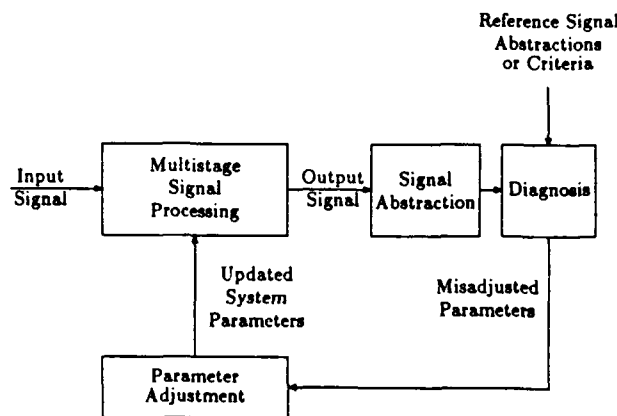 Reference Signal
Abstractions
or Criteria
Input
Signal
Multistage
Signal
Processing
Output
Signal
Signal
Abstraction
Diagnosis
Updated
System
Parameters
Misadjusted
Parameters
Parameter
Adjustment